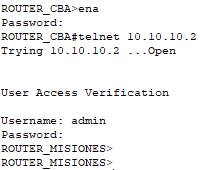 ROUTER_CBA>ena
Password:
ROUTER_CBA#telnet 10.10.10.2
Trying 10.10.10.2 ...Open
User Access Verification
Username: admin
Password:
ROUTER_MISIONES>
ROUTER_MISIONES>